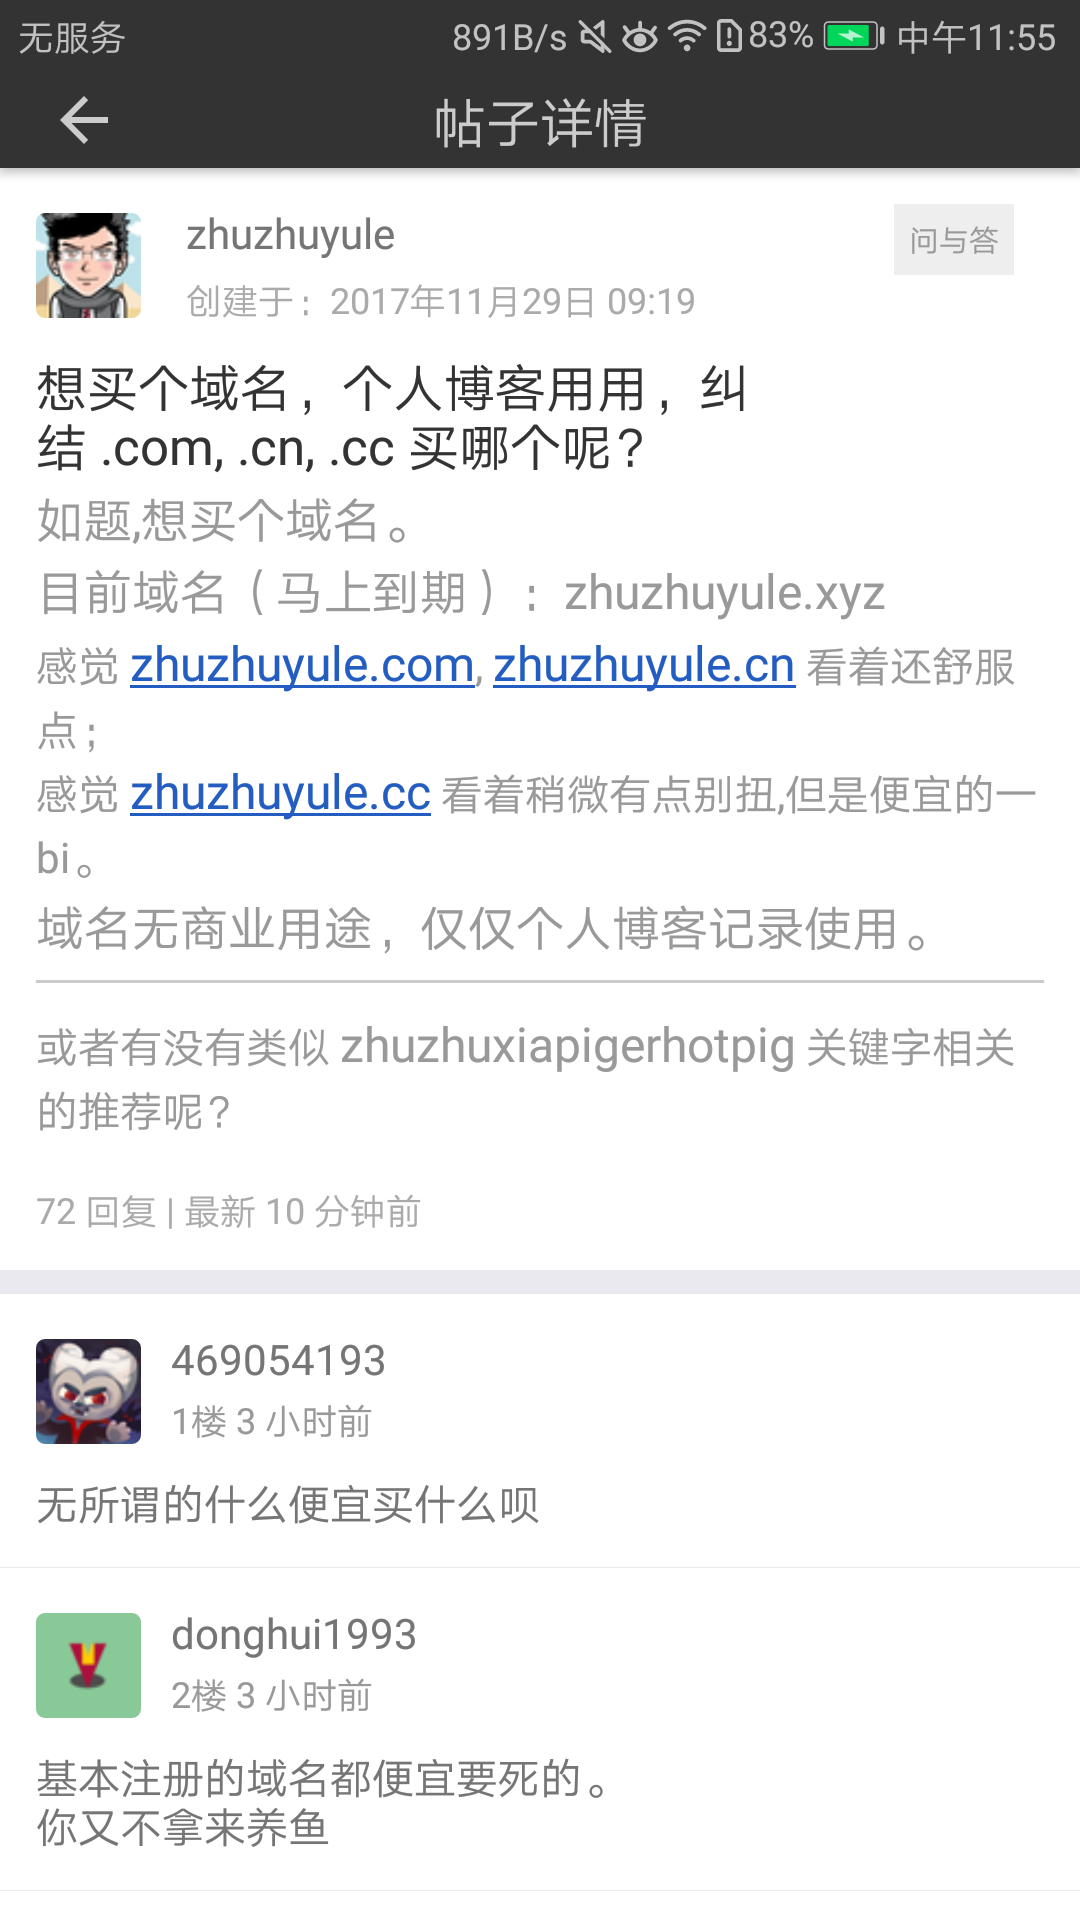 无服务 891B/s 83% 中午11:55
帖子详情
zhuzhuyule 问与答
创建于：2017年11月29日 09:19
想买个域名，个人博客用用，纠
结 .com, .cn, .cc 买哪个呢？
如题,想买个域名。
目前域名（马上到期）：zhuzhuyule.xyz
感觉 zhuzhuyule.com, zhuzhuyule.cn 看着还舒服
点；
感觉 zhuzhuyule.cc 看着稍微有点别扭,但是便宜的一
bi。
域名无商业用途，仅仅个人博客记录使用。
或者有没有类似 zhuzhuxiapigerhotpig 关键字相关
的推荐呢？
72 回复 | 最新 10 分钟前
469054193
1楼 3 小时前
无所谓的什么便宜买什么呗
donghui1993
2楼 3 小时前
基本注册的域名都便宜要死的。
你又不拿来养鱼